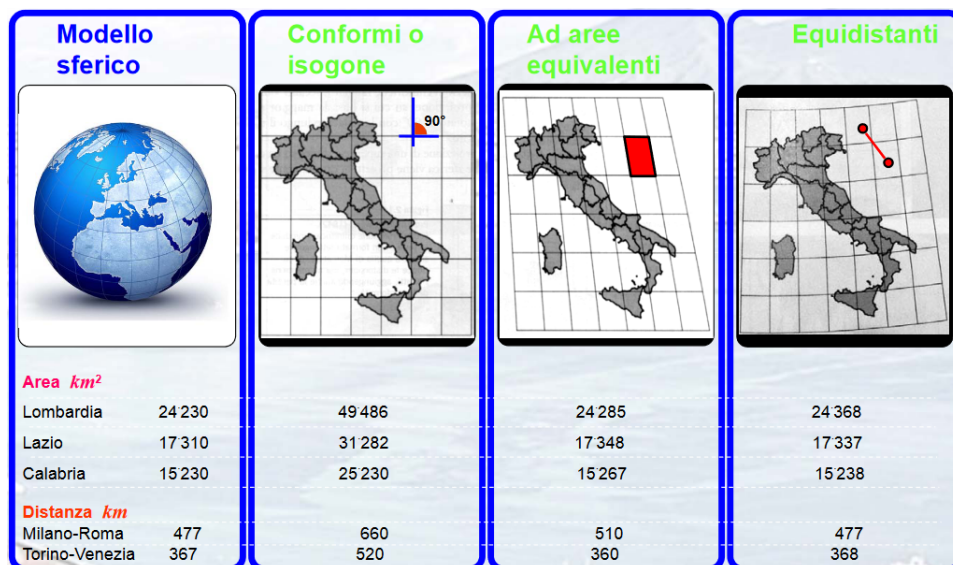 Modello
sferico
Conformi o
isogone
Ad aree
equivalenti
Equidistanti
90°
Area km²
Lombardia 24'230 49'486 24'285 24'368
Lazio 17'310 31'282 17'348 17'337
Calabria 15'230 25'230 15'267 15'238
Distanza km
Milano-Roma 477 660 510 477
Torino-Venezia 367 520 360 368